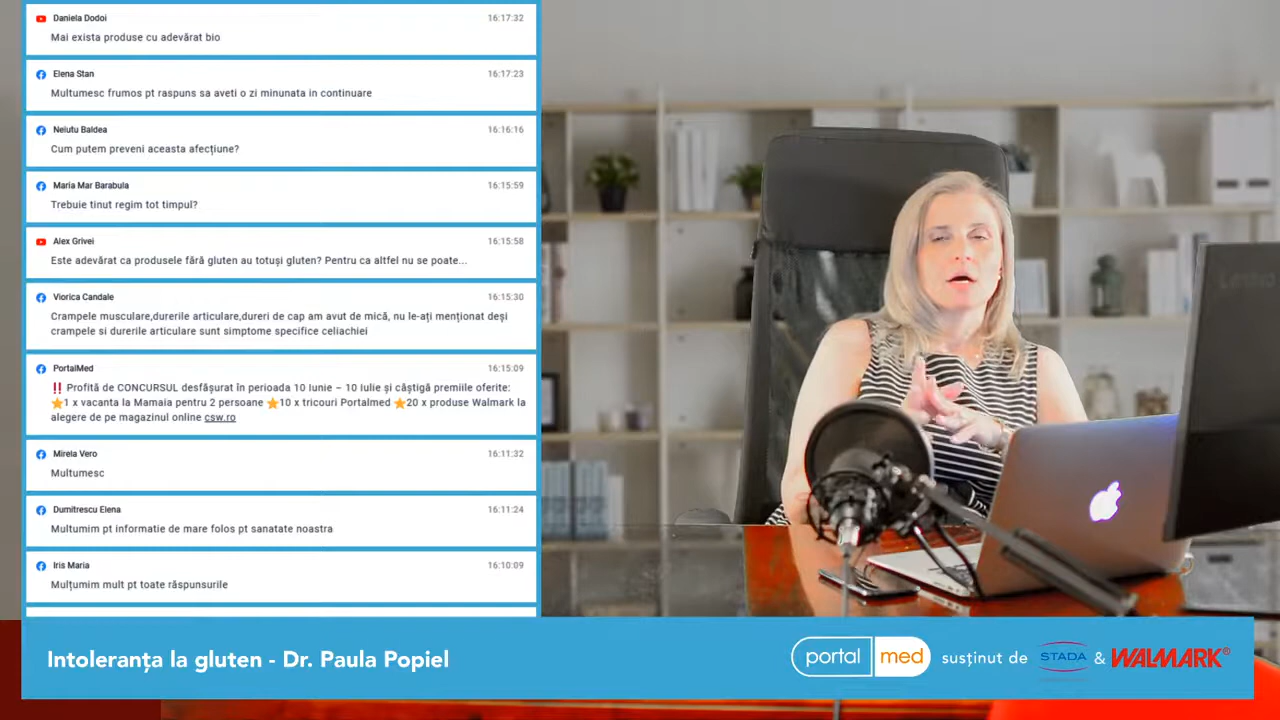 Daniela Dodoi 16:17:32
Mai exista produse cu adevărat bio
Elena Stan 16:17:23
Multumesc frumos pt raspuns sa aveti o zi minunata in continuare
Neluțu Baldea 16:16:16
Cum putem preveni aceasta afecțiune?
Maria Mar Barabula 16:15:59
Trebuie tinut regim tot timpul?
Alex Grivei 16:15:58
Este adevărat ca produsele fără gluten au totuși gluten? Pentru ca altfel nu se poate...
Viorica Candale 16:15:30
Crampele musculare,durerile articulare,dureri de cap am avut de mică, nu le-ați menționat deși
crampele si durerile articulare sunt simptome specifice celiachiei
PortalMed 16:15:09
‼️ Profită de CONCURSUL desfășurat în perioada 10 Iunie – 10 Iulie și câștigă premiile oferite:
⭐1 x vacanta la Mamaia pentru 2 persoane ⭐10 x tricouri Portalmed ⭐20 x produse Walmark la
alegere de pe magazinul online csw.ro
Mirela Vero 16:11:32
Multumesc
Dumitrescu Elena 16:11:24
Multumim pt informatie de mare folos pt sanatate noastra
Iris Maria 16:10:09
Mulțumim mult pt toate răspunsurile
Intoleranța la gluten - Dr. Paula Popiel
portal med susținut de STADA & WALMARK®